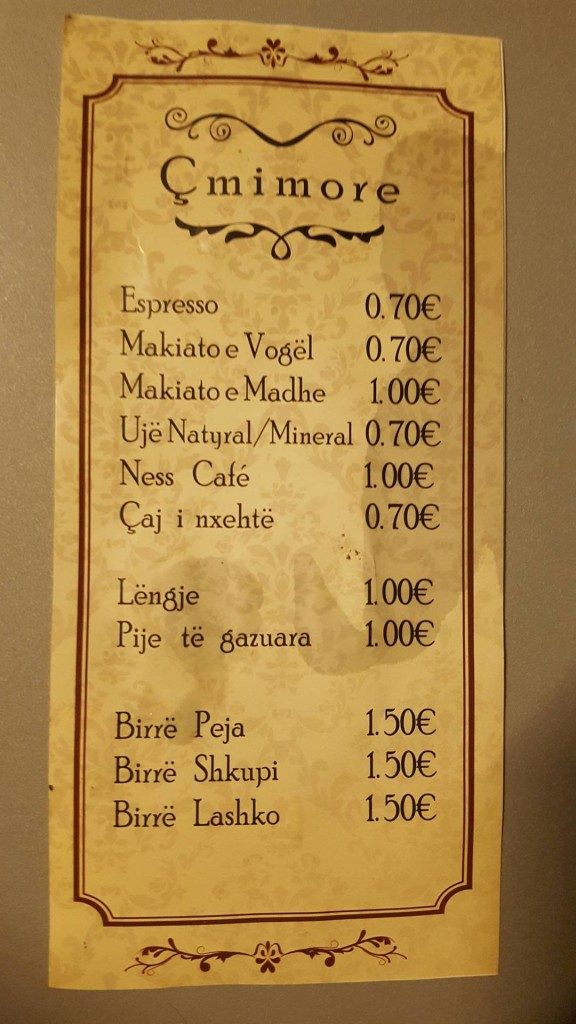 Çmimore
Espresso 0.70€
Makiato e Vogël 0.70€
Makiato e Madhe 1.00€
Ujë Natyral/Mineral 0.70€
Ness Café 1.00€
Çaj i nxehtë 0.70€
Lëngje 1.00€
Pije të gazuara 1.00€
Birrë Peja 1.50€
Birrë Shkupi 1.50€
Birrë Lashko 1.50€